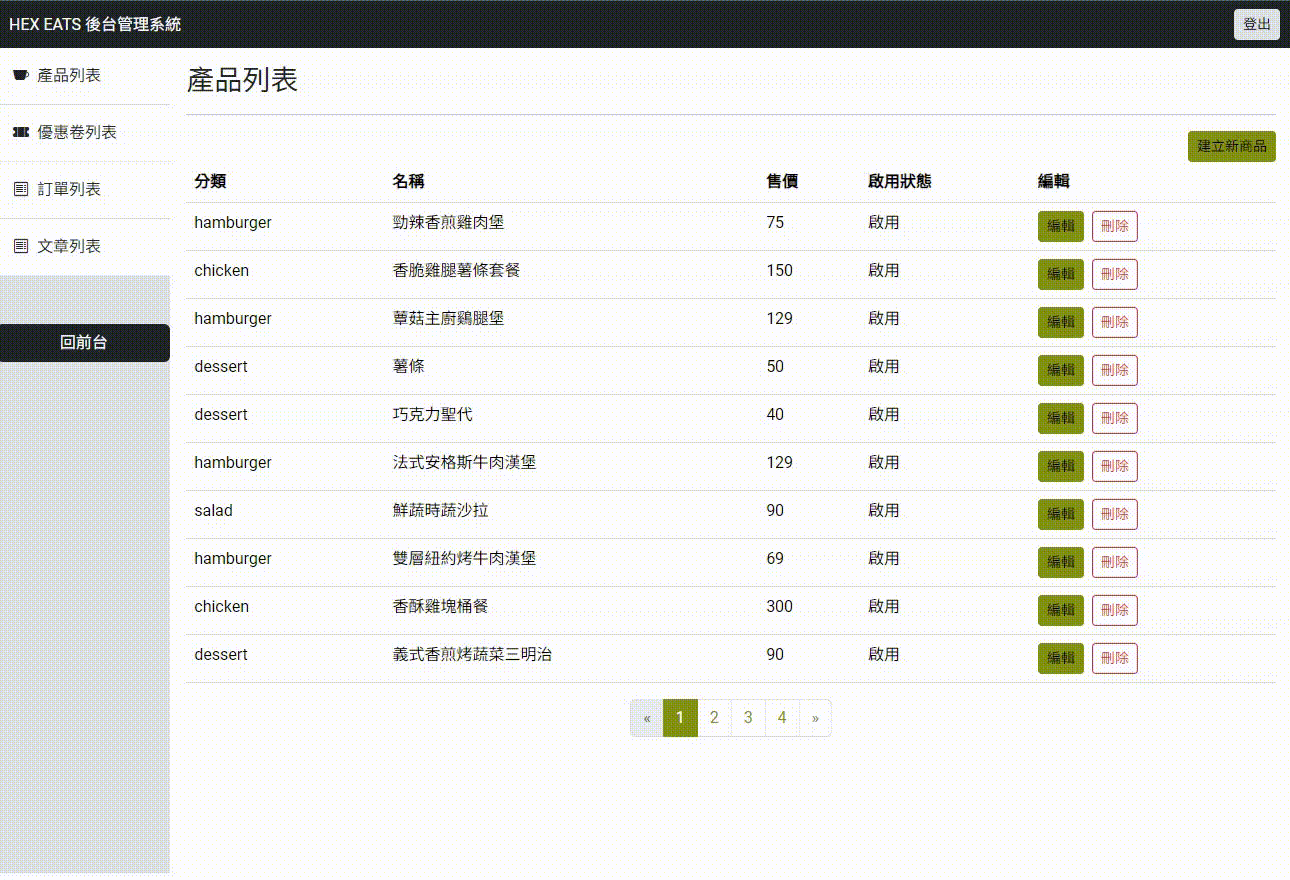 HEX EATS 後台管理系統
登出
產品列表
優惠卷列表
訂單列表
文章列表
回前台
產品列表
建立新商品
分類 名稱 售價 啟用狀態 編輯
hamburger 勁辣香煎雞肉堡 75 啟用 編輯 刪除
chicken 香脆雞腿薯條套餐 150 啟用 編輯 刪除
hamburger 蕈菇主廚鷄腿堡 129 啟用 編輯 刪除
dessert 薯條 50 啟用 編輯 刪除
dessert 巧克力聖代 40 啟用 編輯 刪除
hamburger 法式安格斯牛肉漢堡 129 啟用 編輯 刪除
salad 鮮蔬時蔬沙拉 90 啟用 編輯 刪除
hamburger 雙層紐約烤牛肉漢堡 69 啟用 編輯 刪除
chicken 香酥雞塊桶餐 300 啟用 編輯 刪除
dessert 義式香煎烤蔬菜三明治 90 啟用 編輯 刪除
« 1 2 3 4 »